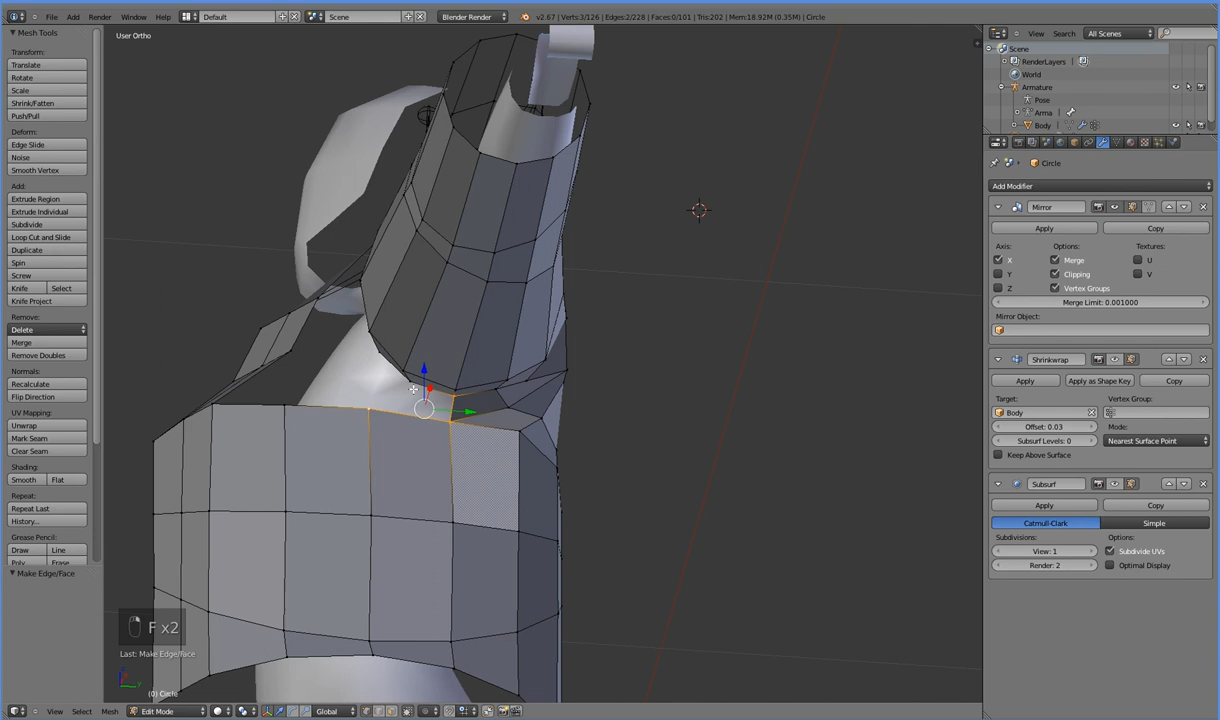 File Add Render Window Help Default Scene Blender Render v2.67 | Verts:3/126 | Edges:2/228 | Faces:0/101 | Tris:202 | Mem:18.92M (0.35M) | Circle
Mesh Tools
Transform:
Translate
Rotate
Scale
Shrink/Fatten
Push/Pull
Deform:
Edge Slide
Noise
Smooth Vertex
Add:
Extrude Region
Extrude Individual
Subdivide
Loop Cut and Slide
Duplicate
Spin
Screw
Knife Select
Knife Project
Remove:
Delete
Merge
Remove Doubles
Normals:
Recalculate
Flip Direction
UV Mapping:
Unwrap
Mark Seam
Clear Seam
Shading:
Smooth Flat
Repeat:
Repeat Last
History...
Grease Pencil:
Draw Line
Poly Erase
Make Edge/Face
User Ortho
F x2
Last: Make Edge/Face
(0) Circle
View Select Mesh Edit Mode Global
View Search All Scenes
Scene
RenderLayers
World
Armature
Pose
Arma
Body
Circle
Add Modifier
Mirror
Apply Copy
Axis: Options: Textures:
X Merge U
Y Clipping V
Z Vertex Groups
Merge Limit: 0.001000
Mirror Object:
Shrinkwrap
Apply Apply as Shape Key Copy
Target: Vertex Group:
Body
Offset: 0.03 Mode:
Subsurf Levels: 0 Nearest Surface Point
Keep Above Surface
Subsurf
Apply Copy
Catmull-Clark Simple
Subdivisions: Options:
View: 1 Subdivide UVs
Render: 2 Optimal Display